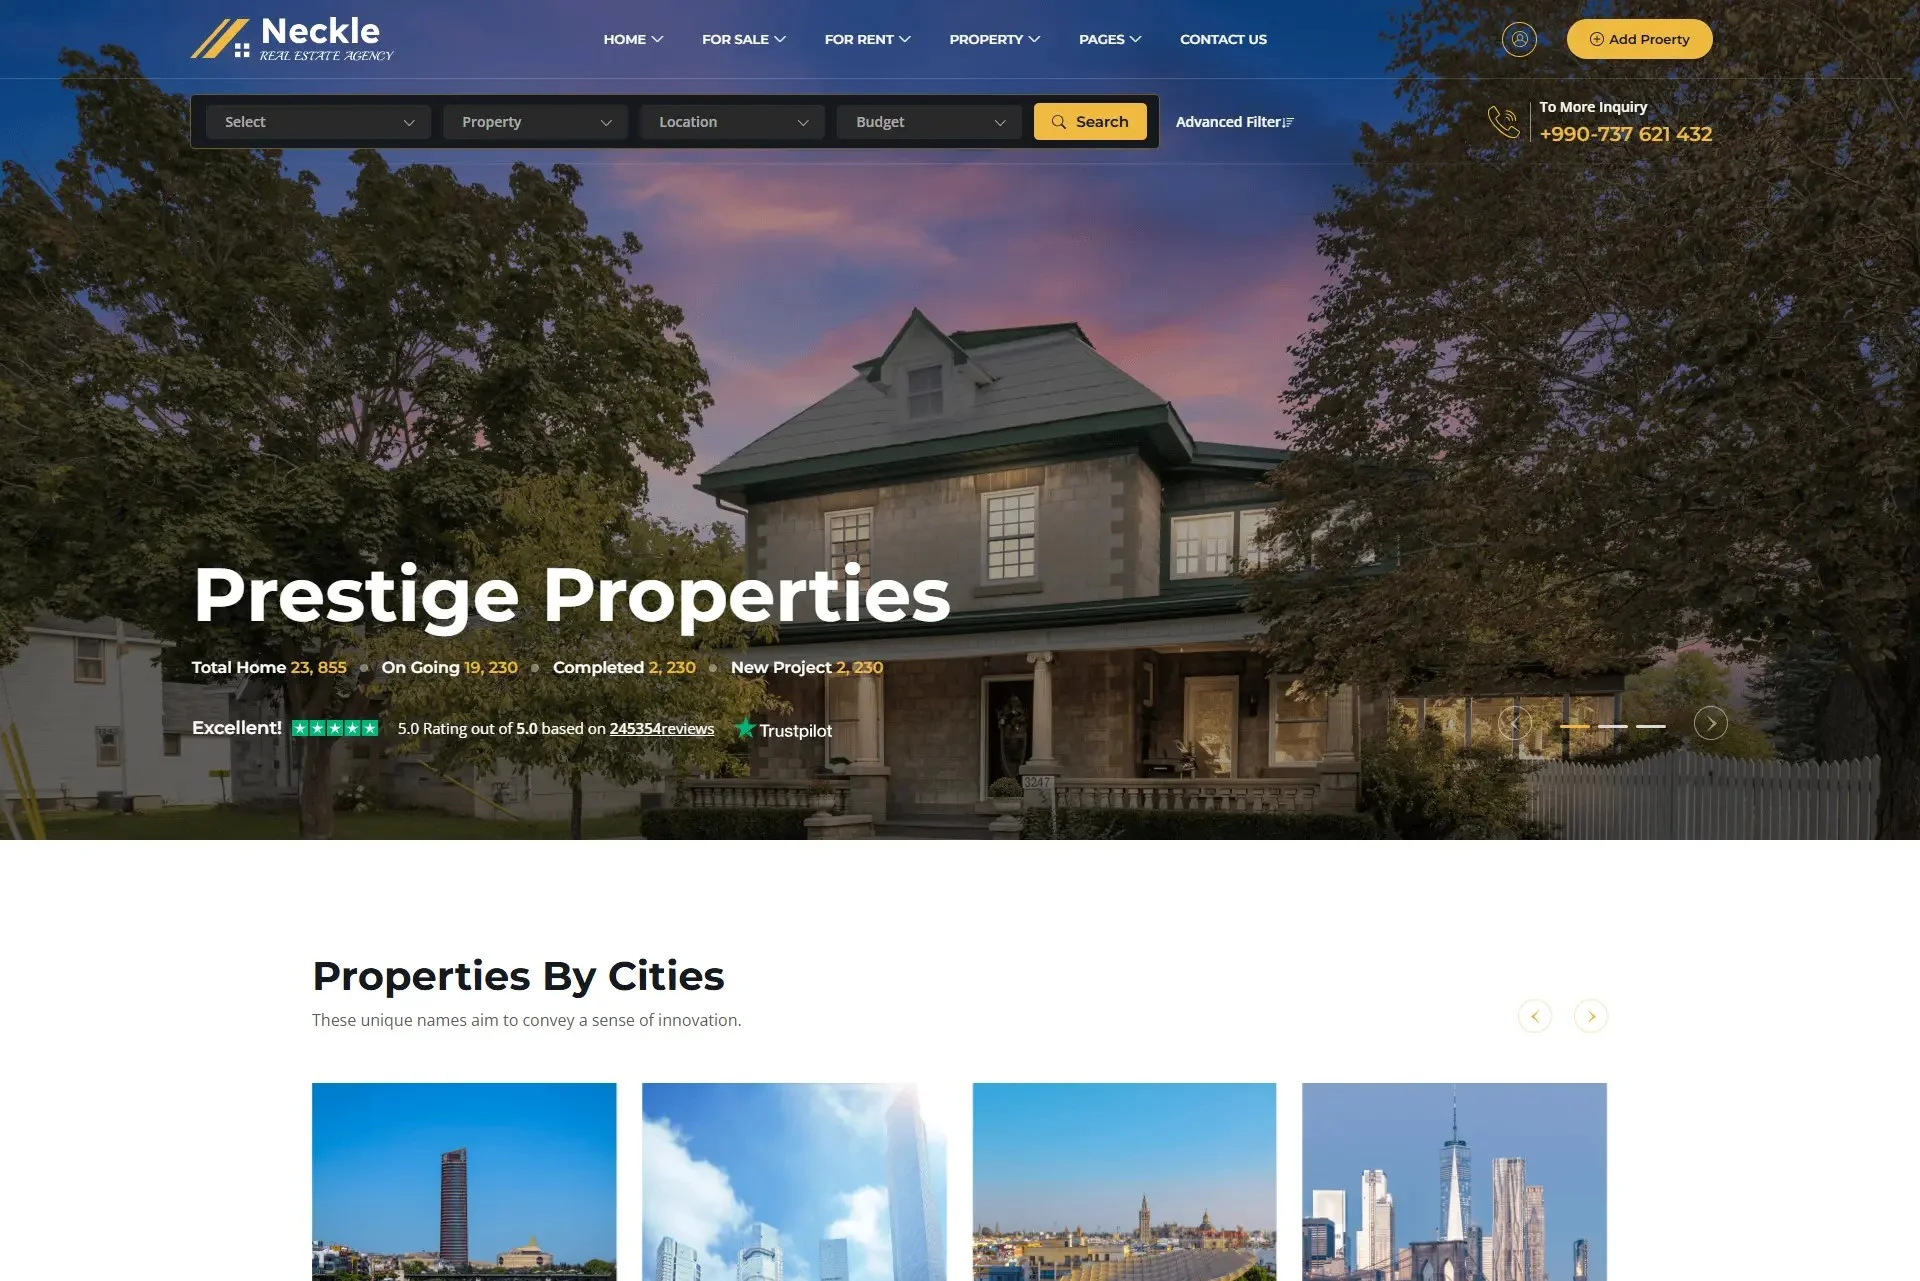 Neckle
REAL ESTATE AGENCY
HOME
FOR SALE
FOR RENT
PROPERTY
PAGES
CONTACT US
Add Proerty
Select
Property
Location
Budget
Search
Advanced Filter
To More Inquiry
+990-737 621 432
Prestige Properties
Total Home 23, 855 On Going 19, 230 Completed 2, 230 New Project 2, 230
Excellent! 5.0 Rating out of 5.0 based on 245354reviews Trustpilot
3247
Properties By Cities
These unique names aim to convey a sense of innovation.